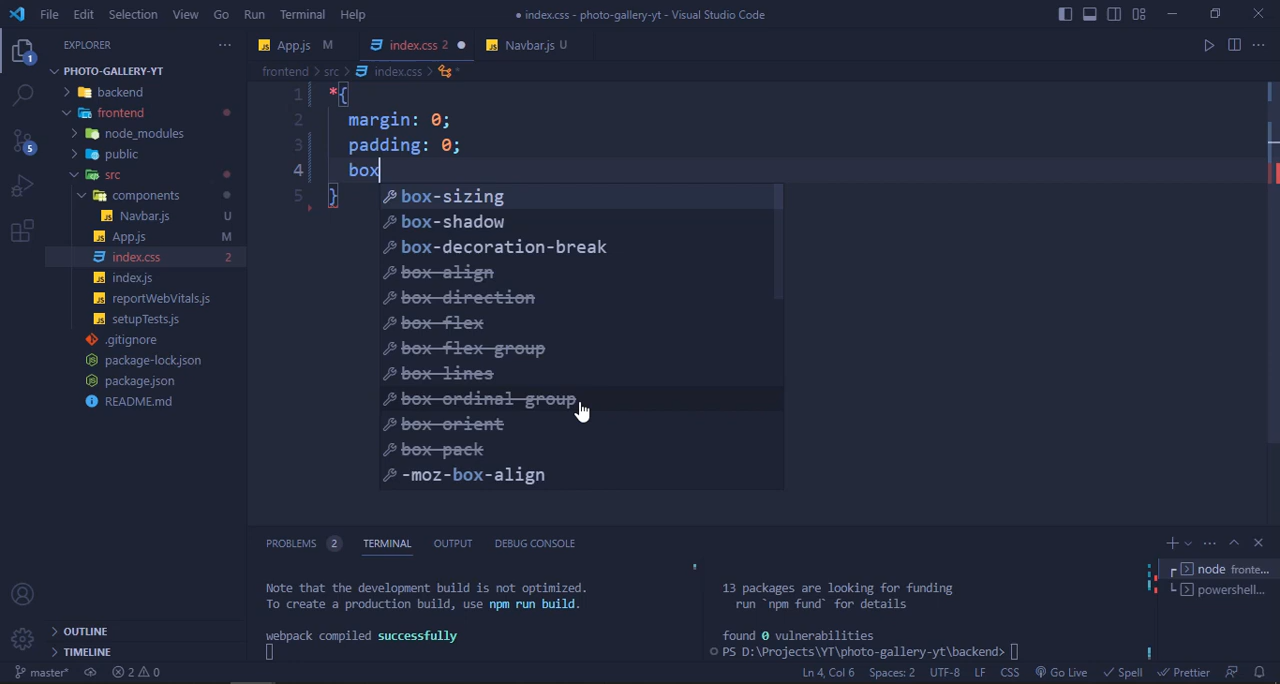 File Edit Selection View Go Run Terminal Help
● index.css - photo-gallery-yt - Visual Studio Code
EXPLORER
PHOTO-GALLERY-YT
backend
frontend
node_modules
public
src
components
Navbar.js U
App.js M
index.css 2
index.js
reportWebVitals.js
setupTests.js
.gitignore
package-lock.json
package.json
README.md
OUTLINE
TIMELINE
1
5
App.js M
index.css 2 ●
Navbar.js U
frontend > src > index.css > *
1 *{
2 margin: 0;
3 padding: 0;
4 box
5 }
box-sizing
box-shadow
box-decoration-break
box-align
box-direction
box-flex
box-flex-group
box-lines
box-ordinal-group
box-orient
box-pack
-moz-box-align
PROBLEMS 2 TERMINAL OUTPUT DEBUG CONSOLE
Note that the development build is not optimized.
To create a production build, use npm run build.
webpack compiled successfully
13 packages are looking for funding
run `npm fund` for details
found 0 vulnerabilities
PS D:\Projects\YT\photo-gallery-yt\backend>
node fronte...
powershell...
master* 2 0
Ln 4, Col 6 Spaces: 2 UTF-8 LF CSS Go Live Spell Prettier